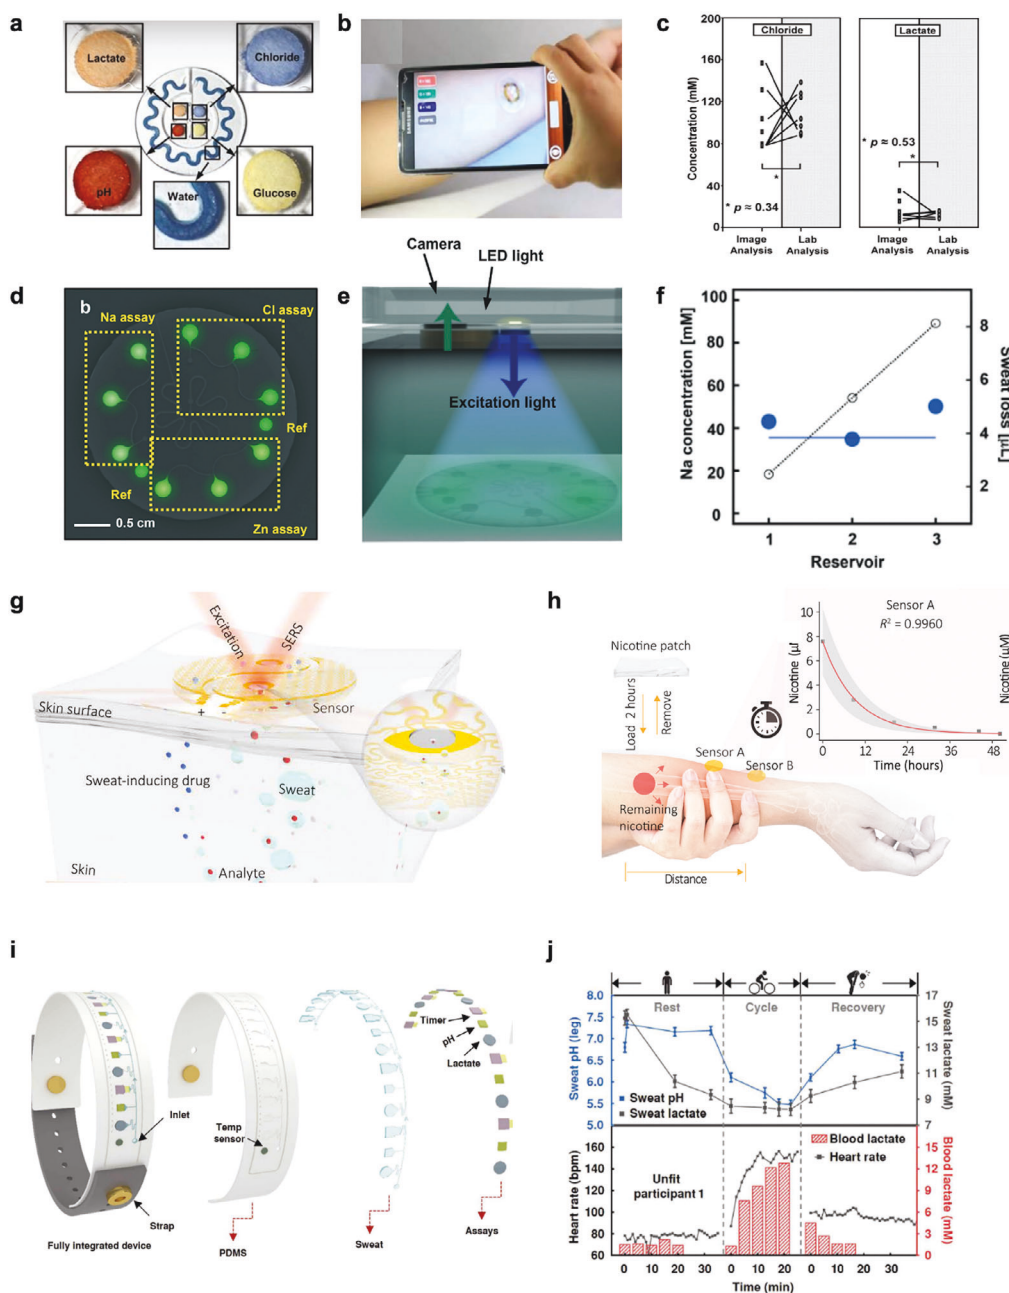 a
Lactate
Chloride
pH
Water
Glucose
b
SAMSUNG
c
Chloride
Lactate
Concentration (mM)
200
160
120
80
40
0
* p ≈ 0.34
*
* p ≈ 0.53
*
Image Analysis
Lab Analysis
Image Analysis
Lab Analysis
d
b
Na assay
Cl assay
Ref
Ref
Zn assay
0.5 cm
e
Camera
LED light
Excitation light
f
Na concentration [mM]
100
80
60
40
20
0
8
6
5
4
2
Sweat loss [µL]
1
2
3
Reservoir
g
Excitation
SERS
Skin surface
+
-
Sensor
Sweat-inducing drug
Sweat
Skin
Analyte
h
Nicotine patch
Load 2 hours
Remove
Sensor A
Sensor B
Remaining
nicotine
Distance
Sensor A
R² = 0.9960
Nicotine (µl
10
8
6
4
2
0
0
12
24
36
48
Time (hours)
Nicotine (µM)
i
Inlet
Strap
Fully integrated device
Temp
sensor
PDMS
Sweat
Timer
pH
Lactate
Assays
j
Rest
Cycle
Recovery
Sweat pH (leg)
8.0
7.5
7.0
6.5
6.0
5.5
5.0
Sweat pH
Sweat lactate
17
15
13
11
9
7
Sweat lactate
(mM)
Heart rate (bpm)
160
140
120
100
80
60
Unfit
participant 1
Blood lactate
Heart rate
15
12
9
6
3
0
Blood lactate
(mM)
0
10
20
30
0
10
20
0
10
20
30
Time (min)